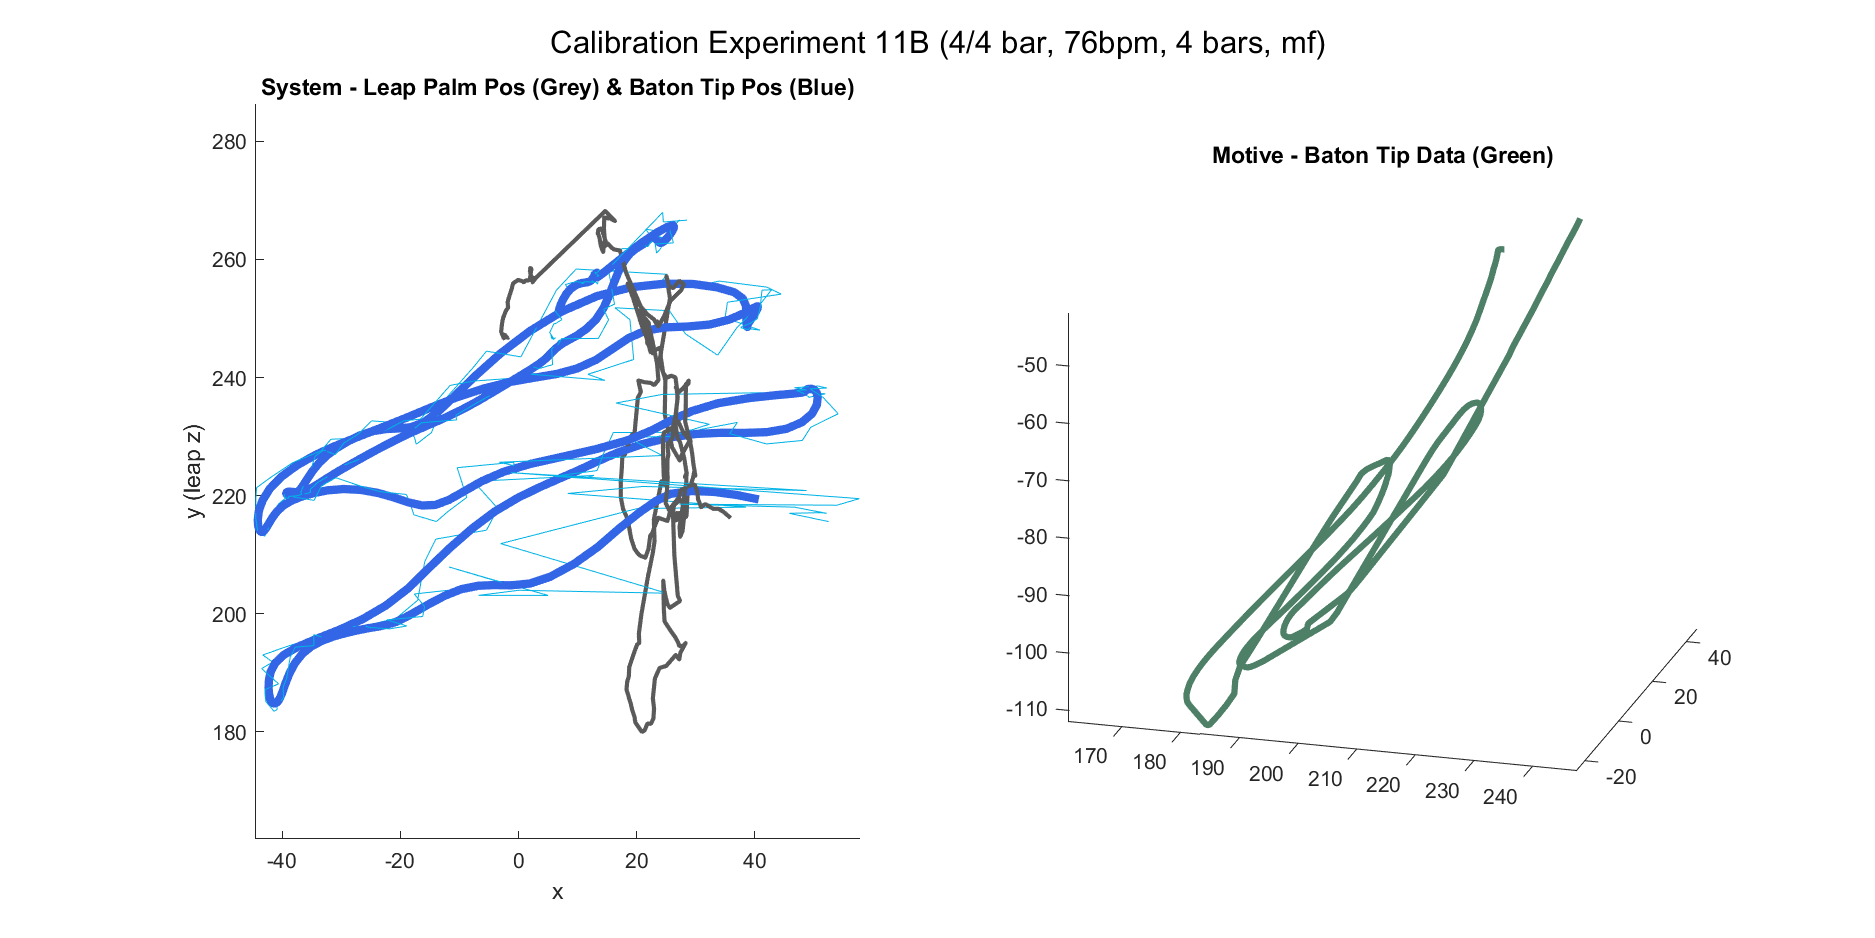 Calibration Experiment 11B (4/4 bar, 76bpm, 4 bars, mf)
System - Leap Palm Pos (Grey) & Baton Tip Pos (Blue)
280
260
240
220
200
180
y (leap z)
-40 -20 0 20 40
x
Motive - Baton Tip Data (Green)
-50
-60
-70
-80
-90
-100
-110
170 180 190 200 210 220 230 240
40
20
0
-20